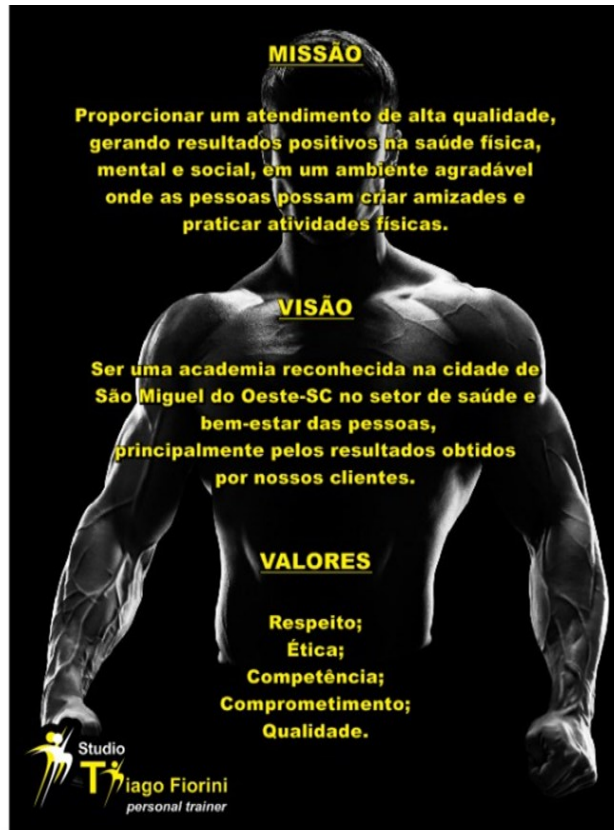 MISSÃO
Proporcionar um atendimento de alta qualidade,
gerando resultados positivos na saúde física,
mental e social, em um ambiente agradável
onde as pessoas possam criar amizades e
praticar atividades físicas.
VISÃO
Ser uma academia reconhecida na cidade de
São Miguel do Oeste-SC no setor de saúde e
bem-estar das pessoas,
principalmente pelos resultados obtidos
por nossos clientes.
VALORES
Respeito;
Ética;
Competência;
Comprometimento;
Qualidade.
Studio
Thiago Fiorini
personal trainer